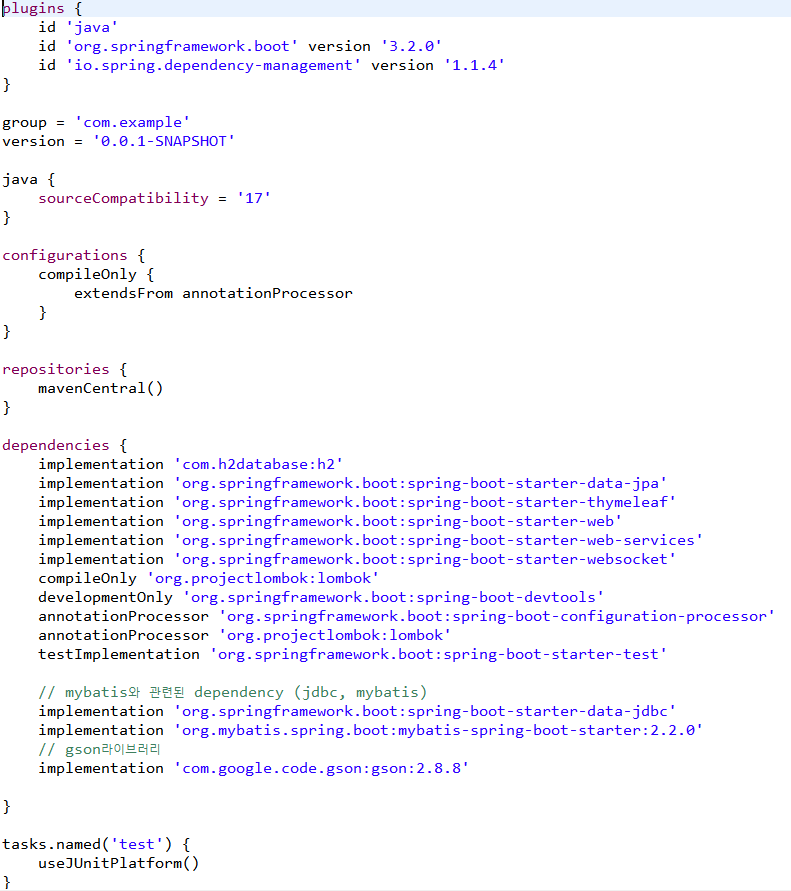 plugins {
    id 'java'
    id 'org.springframework.boot' version '3.2.0'
    id 'io.spring.dependency-management' version '1.1.4'
}
group = 'com.example'
version = '0.0.1-SNAPSHOT'
java {
    sourceCompatibility = '17'
}
configurations {
    compileOnly {
        extendsFrom annotationProcessor
    }
}
repositories {
    mavenCentral()
}
dependencies {
    implementation 'com.h2database:h2'
    implementation 'org.springframework.boot:spring-boot-starter-data-jpa'
    implementation 'org.springframework.boot:spring-boot-starter-thymeleaf'
    implementation 'org.springframework.boot:spring-boot-starter-web'
    implementation 'org.springframework.boot:spring-boot-starter-web-services'
    implementation 'org.springframework.boot:spring-boot-starter-websocket'
    compileOnly 'org.projectlombok:lombok'
    developmentOnly 'org.springframework.boot:spring-boot-devtools'
    annotationProcessor 'org.springframework.boot:spring-boot-configuration-processor'
    annotationProcessor 'org.projectlombok:lombok'
    testImplementation 'org.springframework.boot:spring-boot-starter-test'
    // mybatis와 관련된 dependency (jdbc, mybatis)
    implementation 'org.springframework.boot:spring-boot-starter-data-jdbc'
    implementation 'org.mybatis.spring.boot:mybatis-spring-boot-starter:2.2.0'
    // gson라이브러리
    implementation 'com.google.code.gson:gson:2.8.8'
}
tasks.named('test') {
    useJUnitPlatform()
}